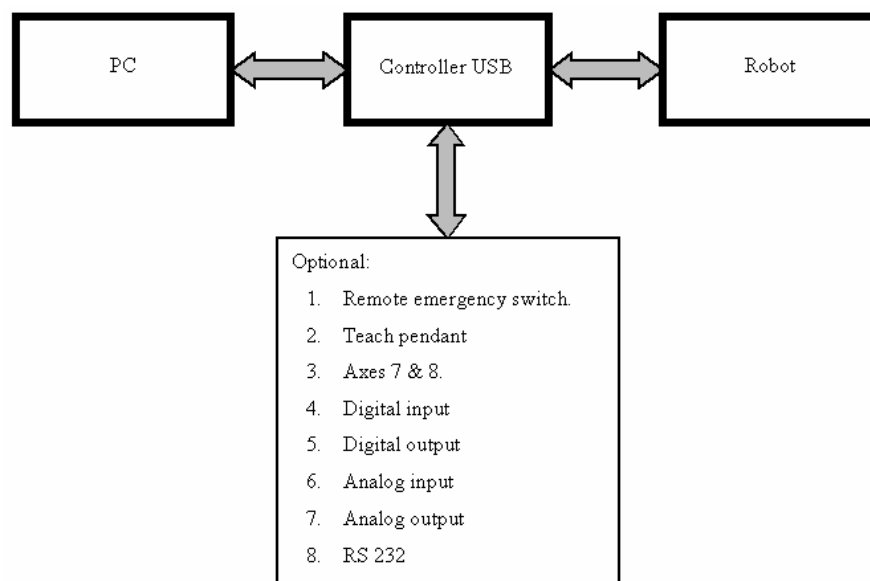 PC
Controller USB
Robot
Optional:
1. Remote emergency switch.
2. Teach pendant
3. Axes 7 & 8.
4. Digital input
5. Digital output
6. Analog input
7. Analog output
8. RS 232